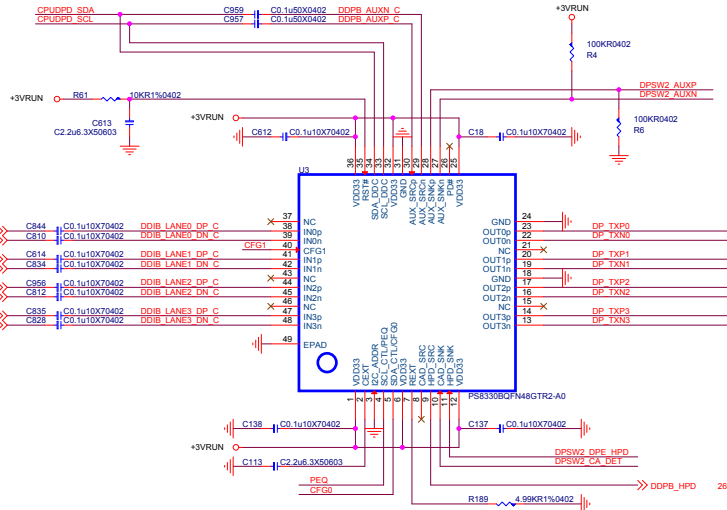 +3VRUN
CPUDPD_SDA
CPUDPD_SCL
C959 C0.1u50X0402 DDPB_AUXN_C
C957 C0.1u50X0402 DDPB_AUXP_C
100KR0402
R4
DPSW2_AUXP
DPSW2_AUXN
+3VRUN R61 10KR1%0402
+3VRUN
100KR0402
R6
C613
C2.2u6.3X50603
C612 C0.1u10X70402
C18 C0.1u10X70402
U3
36 35 34 33 32 31 30 29 28 27 26 25
VDD33 RST# SDA_DDC SCL_DDC VDD33 GND AUX_SRCp AUX_SRCn AUX_SNKp AUX_SNKn PD# VDD33
37 NC
C844 C0.1u10X70402 DDIB_LANE0_DP_C 38 IN0p
C810 C0.1u10X70402 DDIB_LANE0_DN_C 39 IN0n
CFG1 40 CFG1
C614 C0.1u10X70402 DDIB_LANE1_DP_C 41 IN1p
C834 C0.1u10X70402 DDIB_LANE1_DN_C 42 IN1n
43 NC
C956 C0.1u10X70402 DDIB_LANE2_DP_C 44 IN2p
C812 C0.1u10X70402 DDIB_LANE2_DN_C 45 IN2n
46 NC
C835 C0.1u10X70402 DDIB_LANE3_DP_C 47 IN3p
C828 C0.1u10X70402 DDIB_LANE3_DN_C 48 IN3n
49 EPAD
GND 24
OUT0p 23 DP_TXP0
OUT0n 22 DP_TXN0
NC 21
OUT1p 20 DP_TXP1
OUT1n 19 DP_TXN1
GND 18
OUT2p 17 DP_TXP2
OUT2n 16 DP_TXN2
NC 15
OUT3p 14 DP_TXP3
OUT3n 13 DP_TXN3
VDD33 CEXT I2C_ADDR SCL_CTL/PEQ SDA_CTL/CFG0 VDD33 REXT CAD_SRC HPD_SRC CAD_SNK HPD_SNK VDD33
1 2 3 4 5 6 7 8 9 10 11 12
PS8330BQFN48GTR2-A0
C138 C0.1u10X70402
C137 C0.1u10X70402
+3VRUN
C113 C2.2u6.3X50603
DPSW2_DPE_HPD
DPSW2_CA_DET
PEQ
CFG0
DDPB_HPD 26
R189 4.99KR1%0402